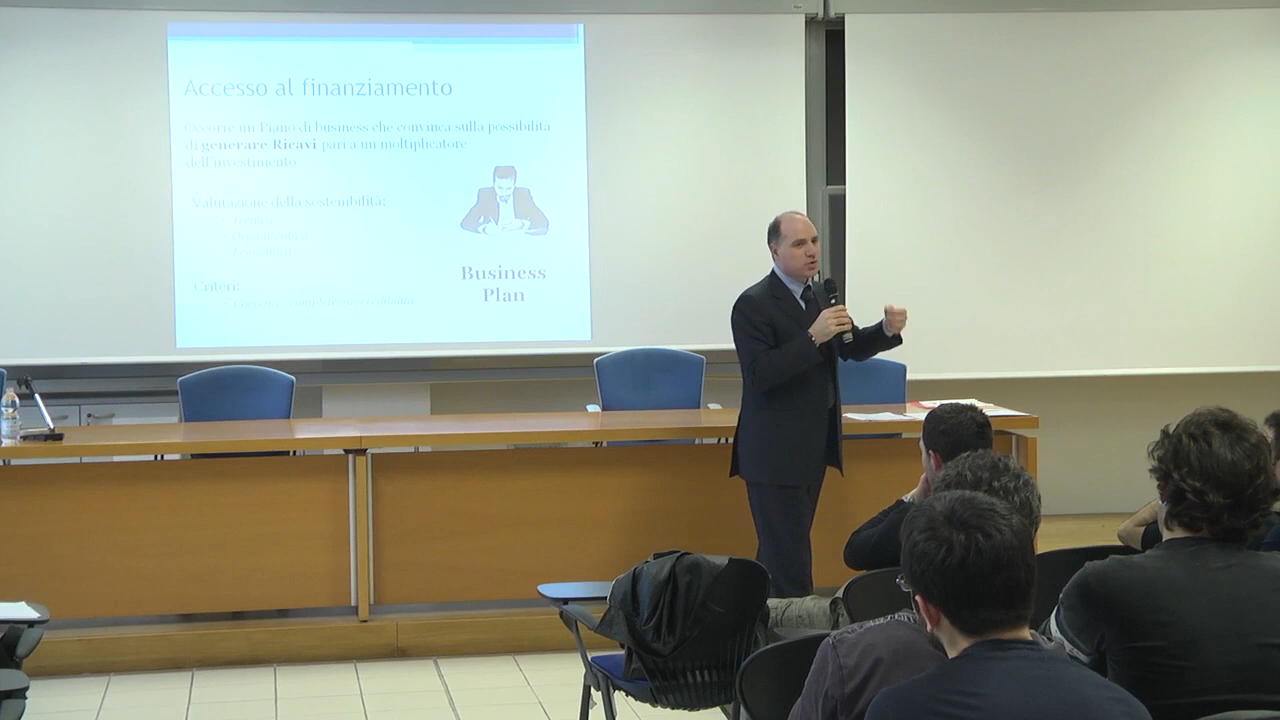 Accesso al finanziamento
Occorre un Piano di business che convinca sulla possibilità
di generare Ricavi pari a un moltiplicatore
dell'investimento
Valutazione della sostenibilità:
Criteri:
Business
Plan